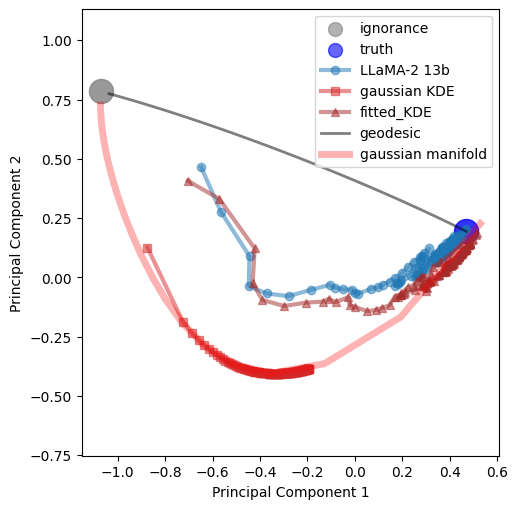 ignorance
truth
LLaMA-2 13b
gaussian KDE
fitted_KDE
geodesic
gaussian manifold
1.00
0.75
0.50
0.25
0.00
−0.25
−0.50
−0.75
Principal Component 2
−1.0 −0.8 −0.6 −0.4 −0.2 0.0 0.2 0.4 0.6
Principal Component 1